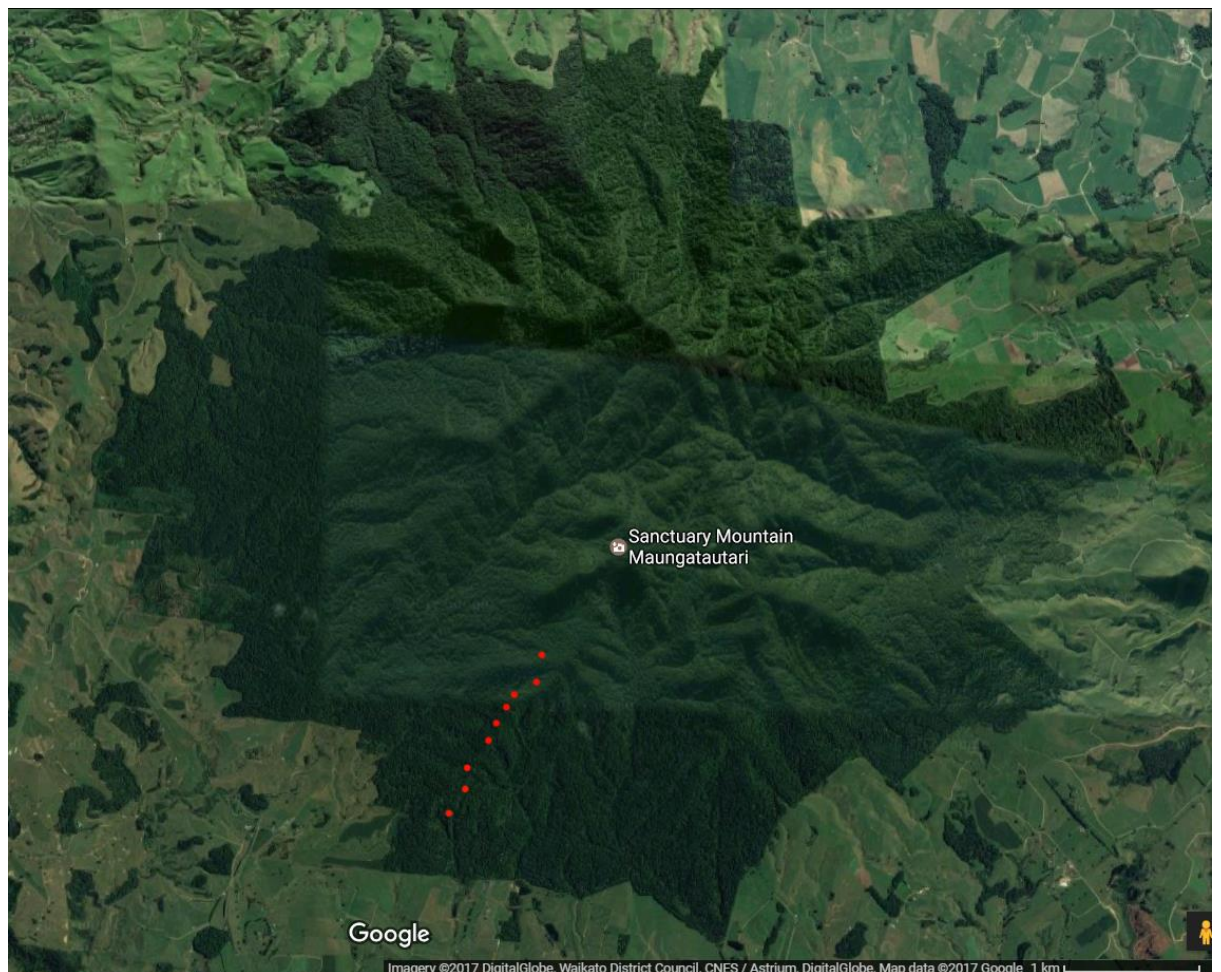 Sanctuary Mountain
Maungatautari
Google
Imagery ©2017 DigitalGlobe, Waikato District Council, CNES / Astrium, DigitalGlobe, Map data ©2017 Google 1 km